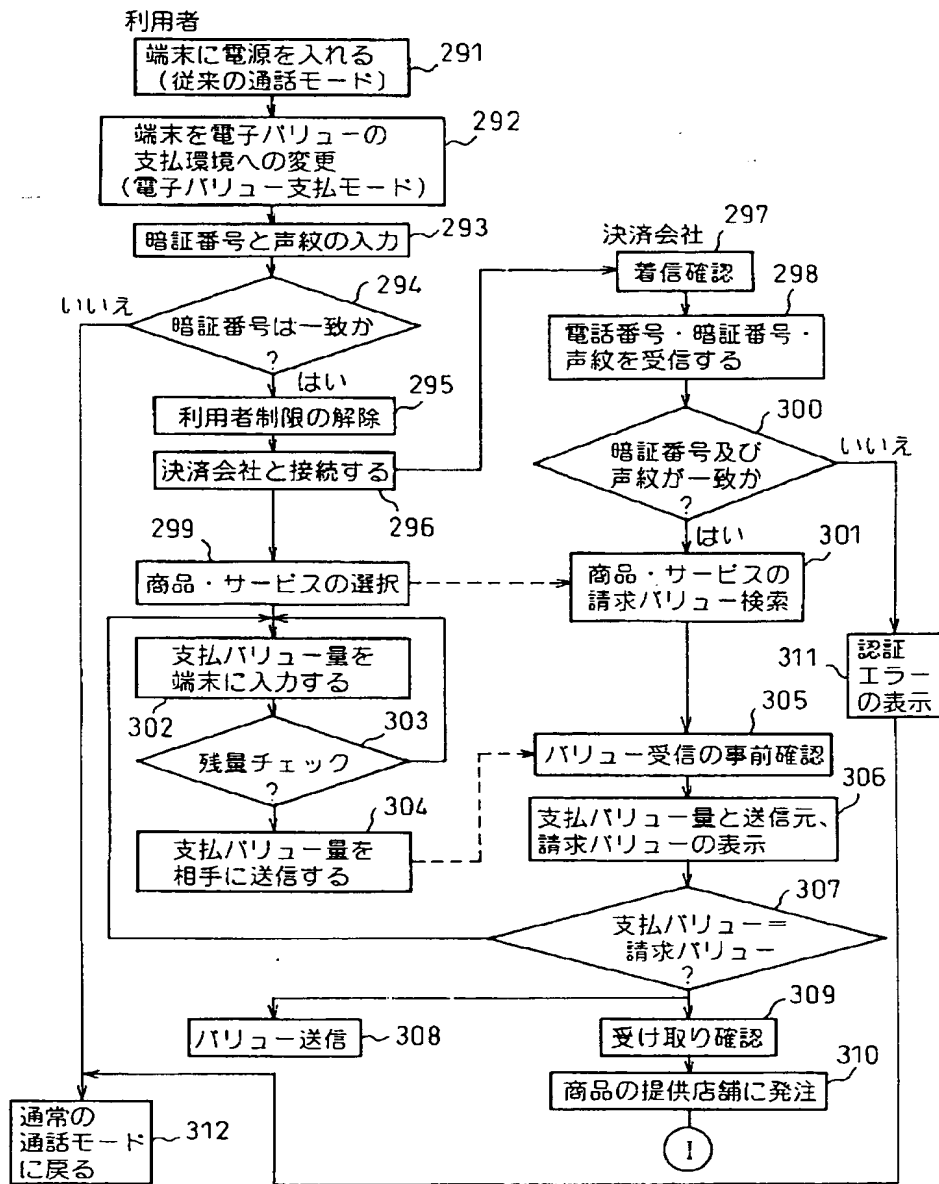 利用者
端末に電源を入れる
(従来の通話モード)
291
端末を電子バリューの
支払環境への変更
(電子バリュー支払モード)
292
暗証番号と声紋の入力
293
294
いいえ
暗証番号は一致か
?
はい
295
利用者制限の解除
決済会社と接続する
296
決済会社
297
着信確認
298
電話番号・暗証番号・
声紋を受信する
300
暗証番号及び
声紋が一致か
?
いいえ
はい
299
商品・サービスの選択
301
商品・サービスの
請求バリュー検索
支払バリュー量を
端末に入力する
302
303
残量チェック
?
304
支払バリュー量を
相手に送信する
305
バリュー受信の事前確認
306
支払バリュー量と送信元、
請求バリューの表示
307
支払バリュー=
請求バリュー
?
311
認証
エラー
の表示
バリュー送信
308
309
受け取り確認
310
商品の提供店舗に発注
I
通常の
通話モード
に戻る
312